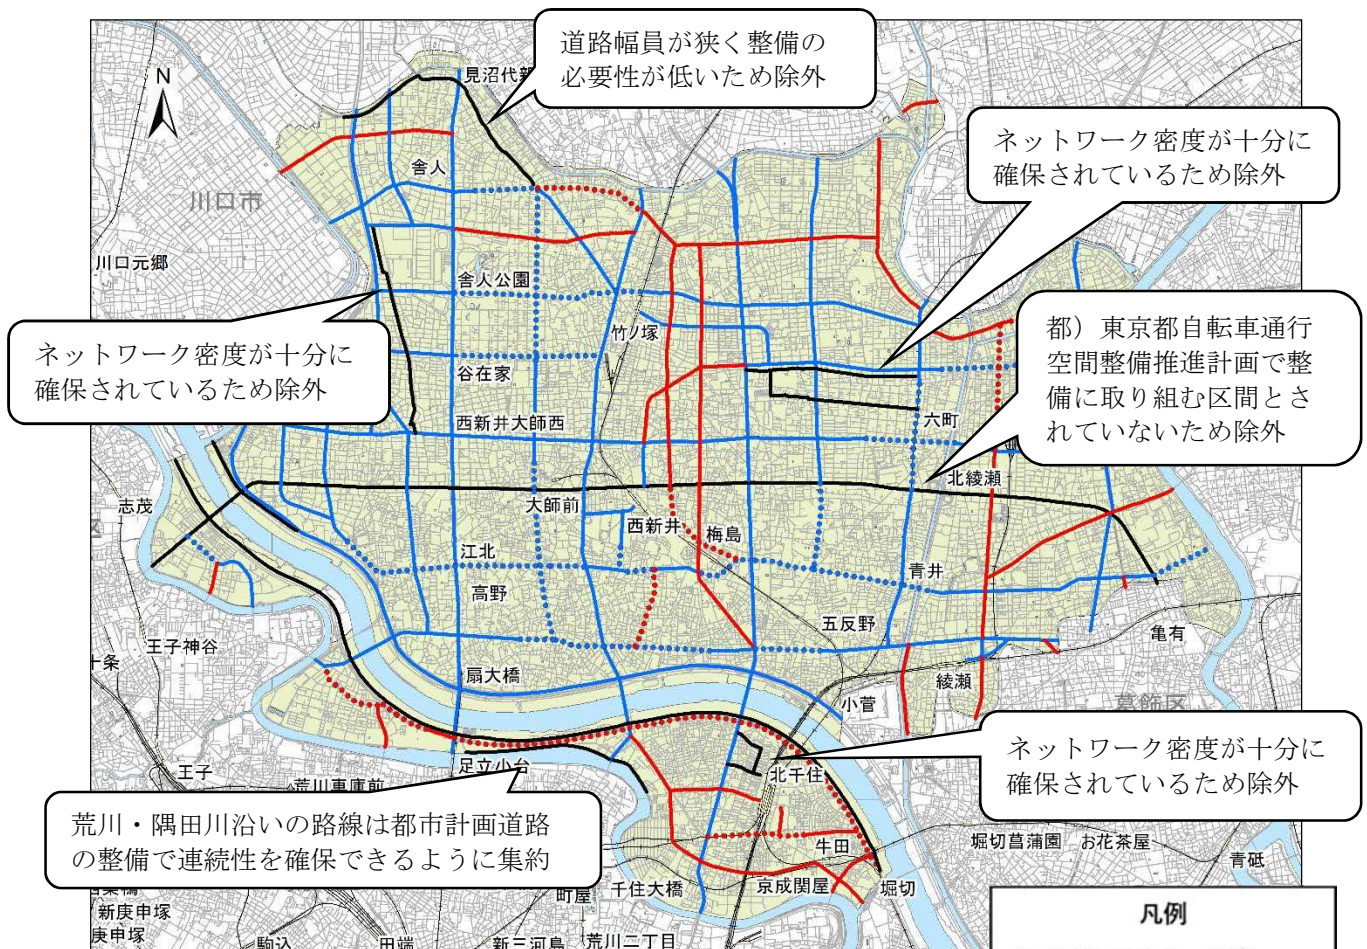 道路幅員が狭く整備の
必要性が低いため除外
見沼代新
N
ネットワーク密度が十分に
確保されているため除外
舎人
川口市
川口元郷
舎人公園
都）東京都自転車通行
空間整備推進計画で整
備に取り組む区間とさ
れていないため除外
竹ノ塚
ネットワーク密度が十分に
確保されているため除外
谷在家
西新井大師西
六町
北綾瀬
志茂
大師前
西新井
梅島
江北
青井
高野
五反野
亀有
王子神谷
十条
扇大橋
綾瀬
小菅
葛飾区
ネットワーク密度が十分に
確保されているため除外
王子
足立小台
北千住
荒川車庫前
荒川・隅田川沿いの路線は都市計画道路
の整備で連続性を確保できるように集約
牛田
堀切菖蒲園
お花茶屋
青砥
町屋
千住大橋
京成関屋
堀切
凡例
新庚申塚
庚申塚
駒込
田端
新三河島
荒川二丁目